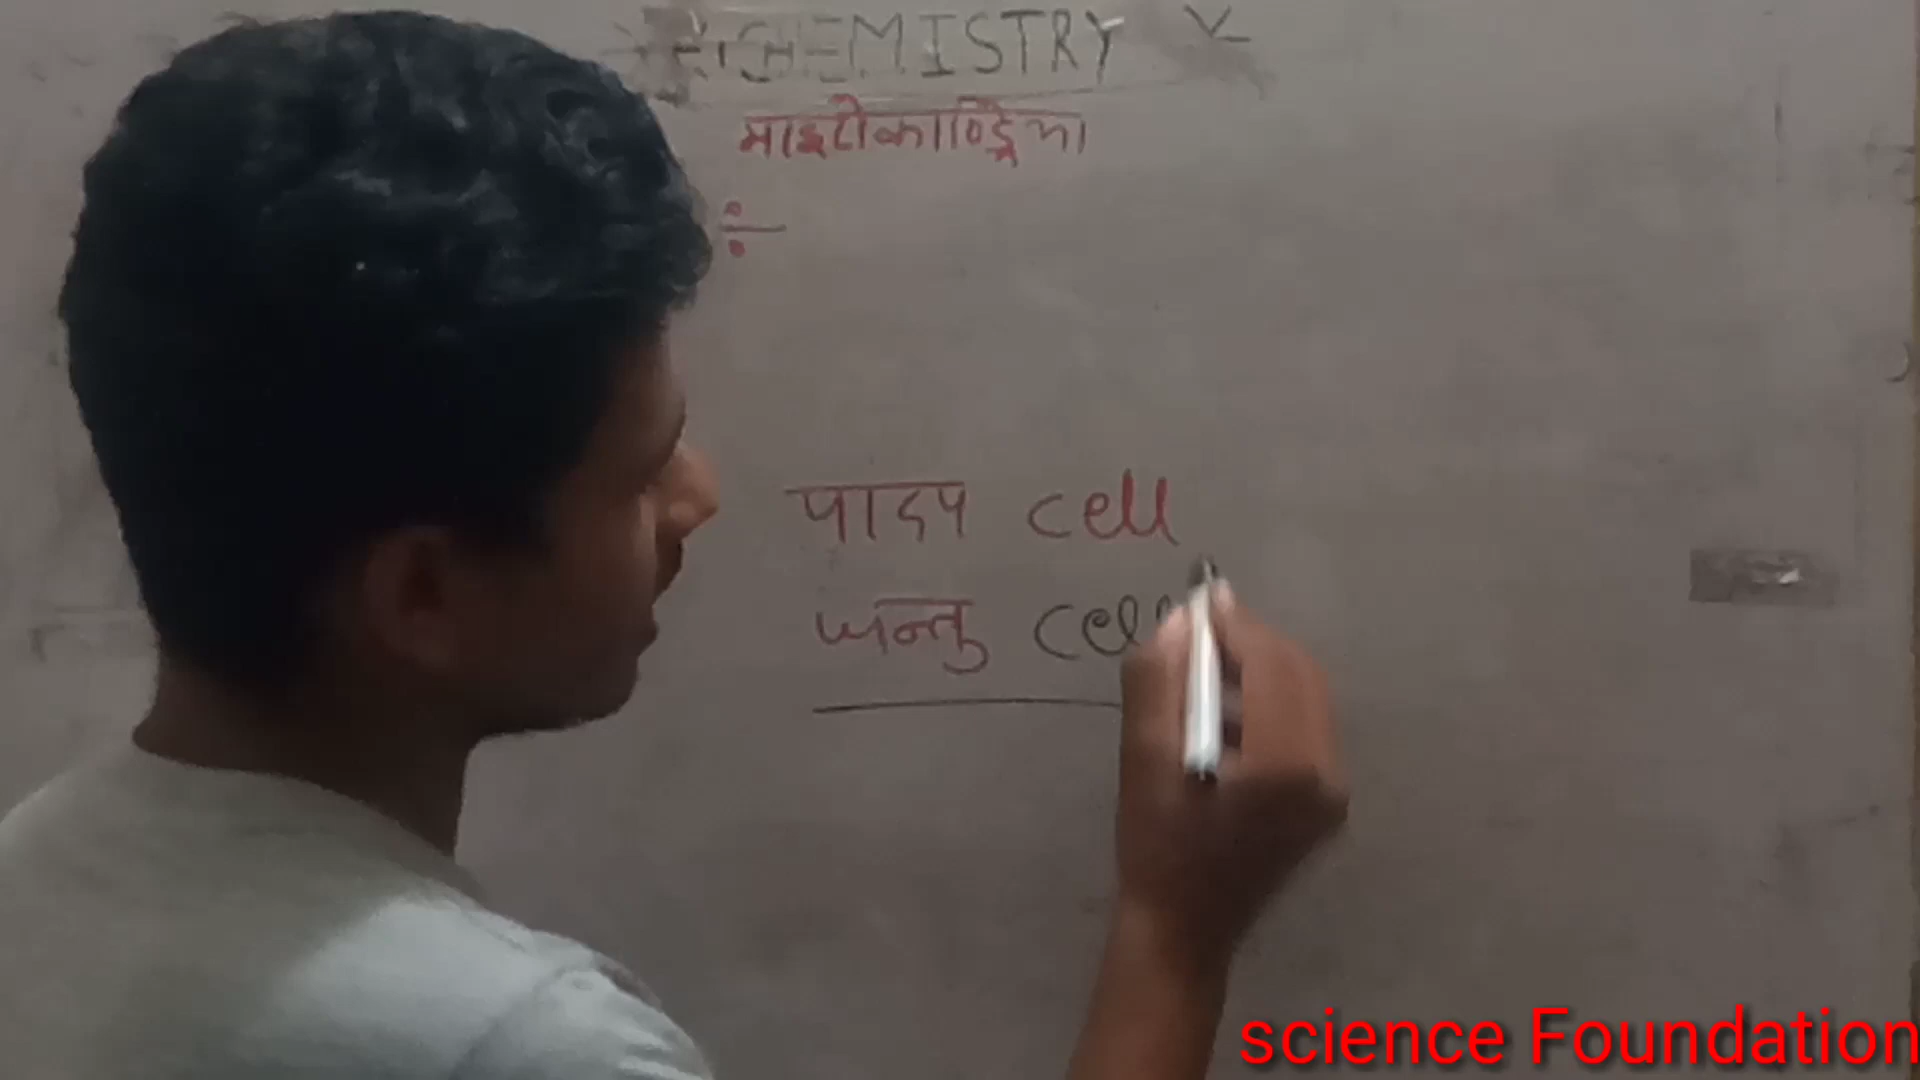 CHEMISTRY
माइटोकाण्ड्रिया
÷
पादप cell
जन्तु cell
science Foundation